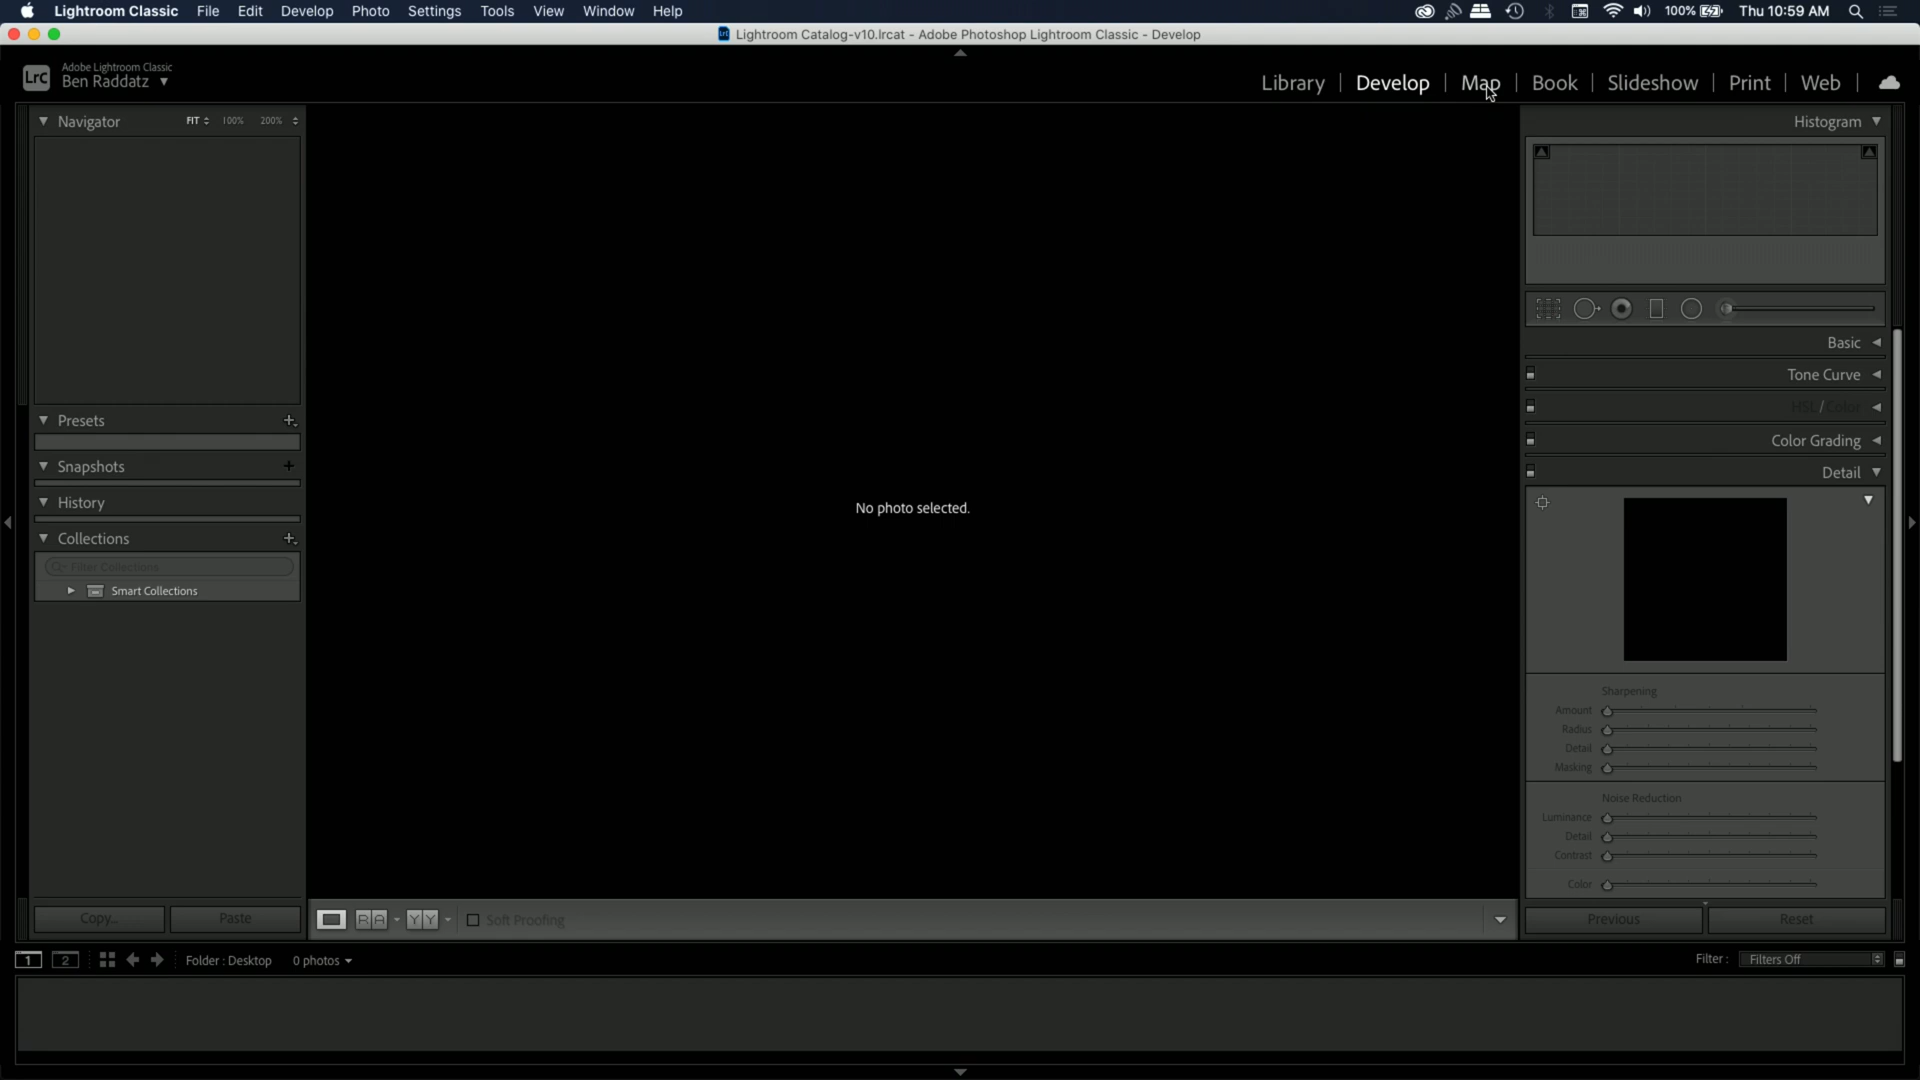 Lightroom Classic File Edit Develop Photo Settings Tools View Window Help 100% Thu 10:59 AM
Lightroom Catalog-v10.lrcat - Adobe Photoshop Lightroom Classic - Develop
LrC
Adobe Lightroom Classic
Ben Raddatz
Library Develop Map Book Slideshow Print Web
Navigator FIT 100% 200%
Presets
Snapshots
History
Collections
Filter Collections
Smart Collections
Copy... Paste
No photo selected.
R A Y Y Soft Proofing
Histogram
Basic
Tone Curve
HSL / Color
Color Grading
Detail
Sharpening
Amount
Radius
Detail
Masking
Noise Reduction
Luminance
Detail
Contrast
Color
Previous Reset
1 2 Folder : Desktop 0 photos Filter : Filters Off